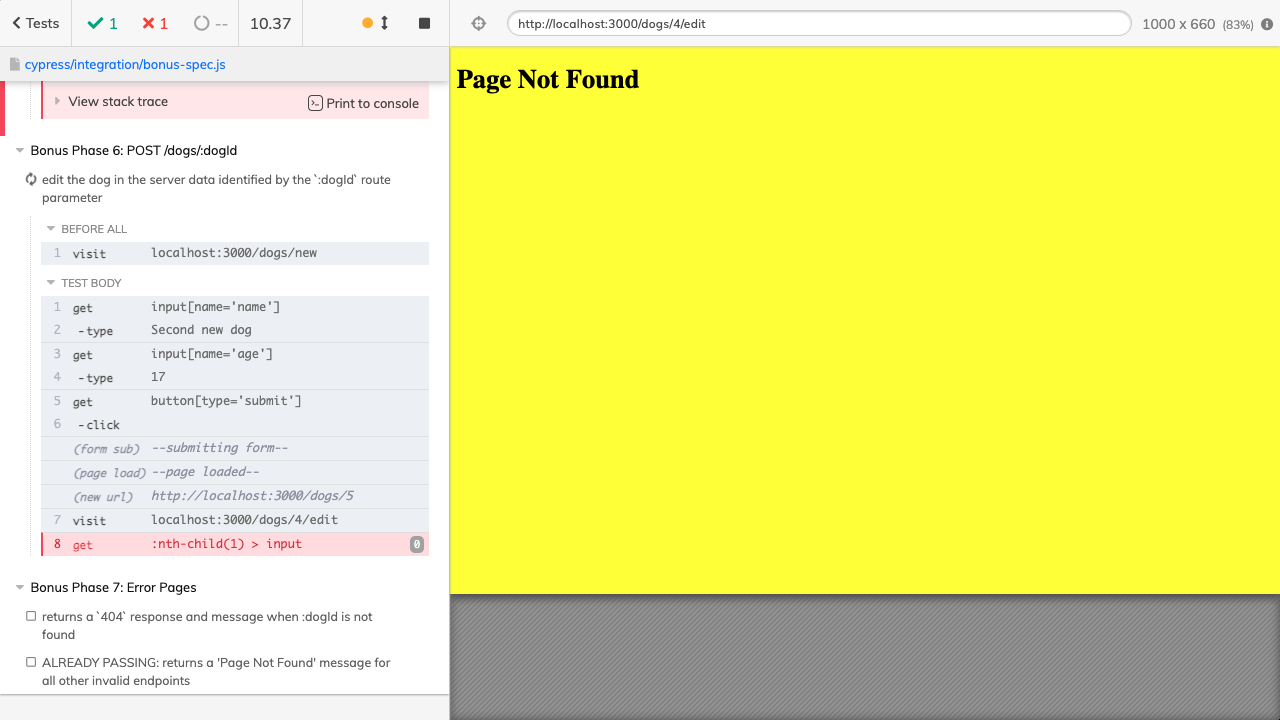 Tests 1 1 -- 10.37
http://localhost:3000/dogs/4/edit 1000 x 660 (83%)
cypress/integration/bonus-spec.js
Page Not Found
View stack trace Print to console
Bonus Phase 6: POST /dogs/:dogId
edit the dog in the server data identified by the `:dogId` route
parameter
BEFORE ALL
1 visit localhost:3000/dogs/new
TEST BODY
1 get input[name='name']
2 -type Second new dog
3 get input[name='age']
4 -type 17
5 get button[type='submit']
6 -click
(form sub) --submitting form--
(page load) --page loaded--
(new url) http://localhost:3000/dogs/5
7 visit localhost:3000/dogs/4/edit
8 get :nth-child(1) > input 0
Bonus Phase 7: Error Pages
returns a `404` response and message when :dogId is not
found
ALREADY PASSING: returns a 'Page Not Found' message for
all other invalid endpoints